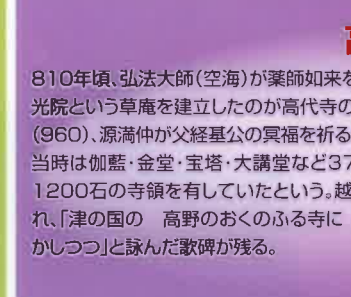 810年頃、弘法大師(空海)が薬師如来を
光院という草庵を建立したのが高代寺の
(960)、源満仲が父経基公の冥福を祈る
当時は伽藍・金堂・宝塔・大講堂など37
1200石の寺領を有していたという。越
れ、「津の国の　高野のおくのふる寺に
かしつつ」と詠んだ歌碑が残る。